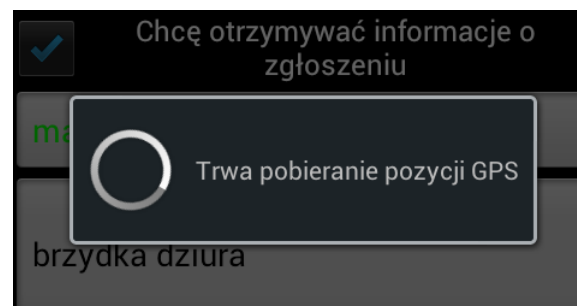 Chcę otrzymywać informacje o
zgłoszeniu
Trwa pobieranie pozycji GPS
brzydka dziura